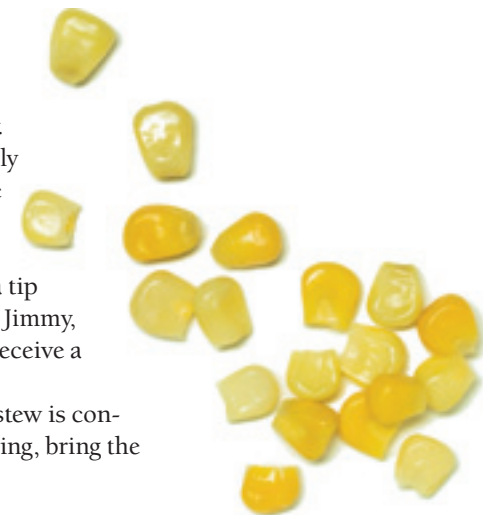 ly
tip
Jimmy,
eceive a
stew is con-
ing, bring the